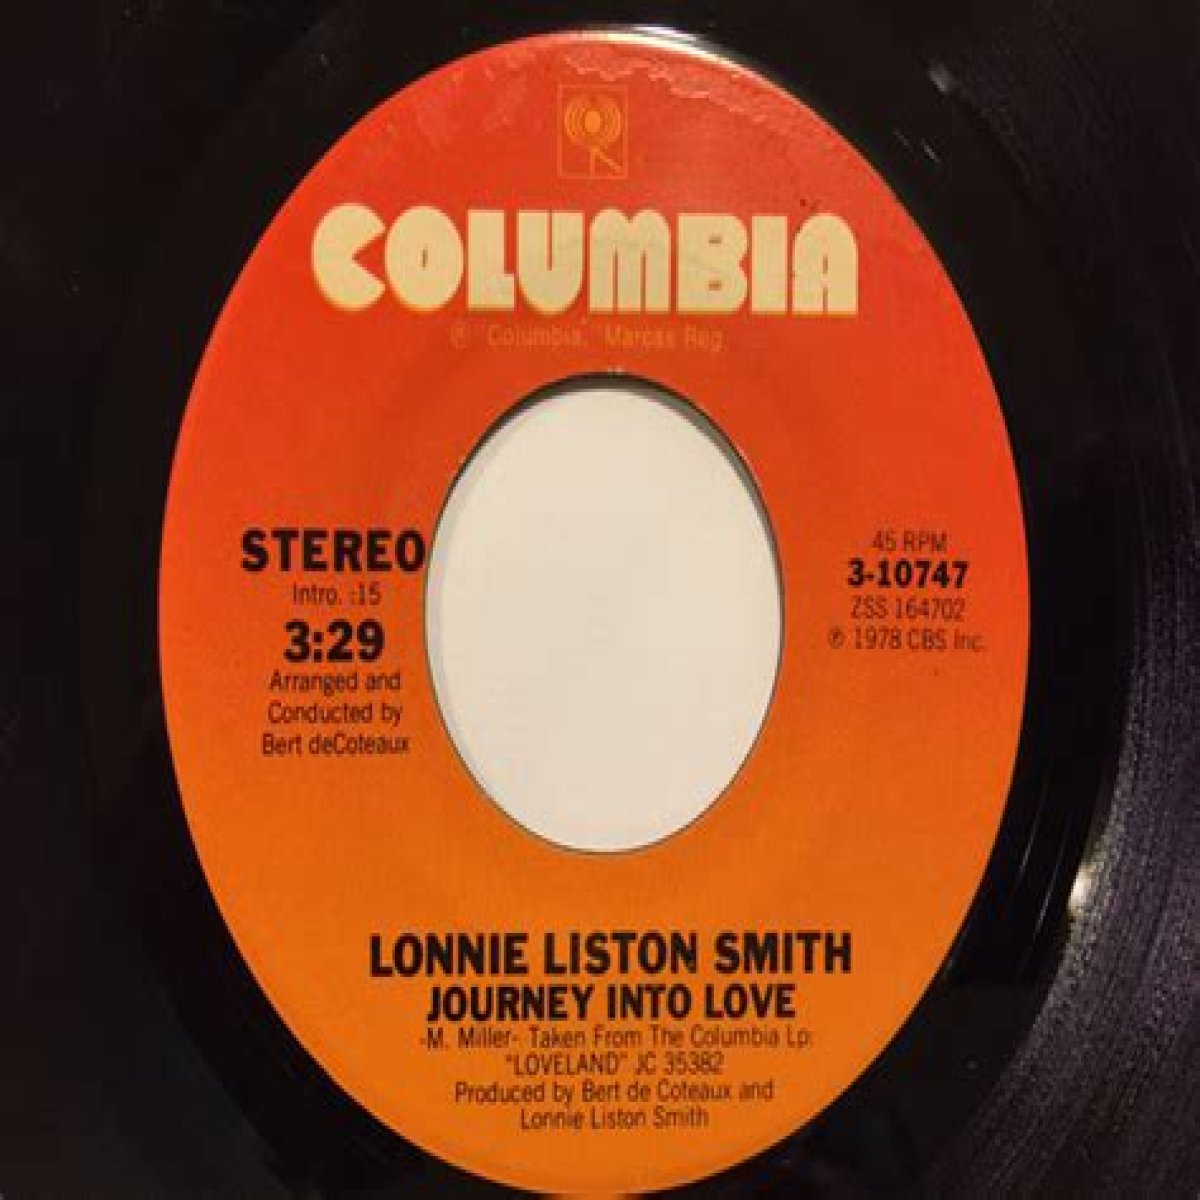 COLUMBIA
℗ "Columbia," Marcas Reg.
STEREO
Intro. :15
3:29
Arranged and
Conducted by
Bert deCoteaux
45 RPM
3-10747
ZSS 164702
℗ 1978 CBS Inc.
LONNIE LISTON SMITH
JOURNEY INTO LOVE
-M. Miller- Taken From The Columbia Lp:
"LOVELAND" JC 35382
Produced by Bert de Coteaux and
Lonnie Liston Smith